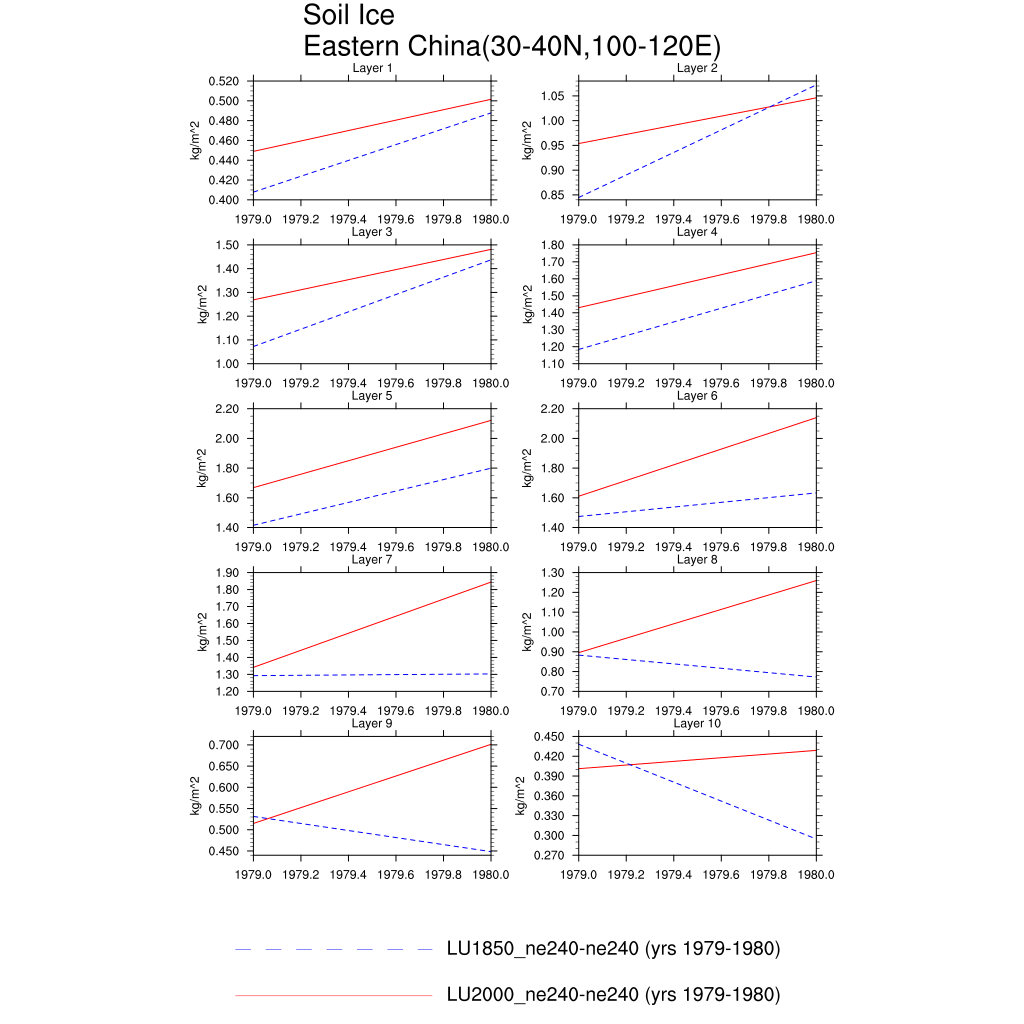 Soil Ice
Eastern China(30-40N,100-120E)
Layer 1
kg/m^2
0.520
0.500
0.480
0.460
0.440
0.420
0.400
1979.0 1979.2 1979.4 1979.6 1979.8 1980.0
Layer 2
kg/m^2
1.05
1.00
0.95
0.90
0.85
1979.0 1979.2 1979.4 1979.6 1979.8 1980.0
Layer 3
kg/m^2
1.50
1.40
1.30
1.20
1.10
1.00
1979.0 1979.2 1979.4 1979.6 1979.8 1980.0
Layer 4
kg/m^2
1.80
1.70
1.60
1.50
1.40
1.30
1.20
1.10
1979.0 1979.2 1979.4 1979.6 1979.8 1980.0
Layer 5
kg/m^2
2.20
2.00
1.80
1.60
1.40
1979.0 1979.2 1979.4 1979.6 1979.8 1980.0
Layer 6
kg/m^2
2.20
2.00
1.80
1.60
1.40
1979.0 1979.2 1979.4 1979.6 1979.8 1980.0
Layer 7
kg/m^2
1.90
1.80
1.70
1.60
1.50
1.40
1.30
1.20
1979.0 1979.2 1979.4 1979.6 1979.8 1980.0
Layer 8
kg/m^2
1.30
1.20
1.10
1.00
0.90
0.80
0.70
1979.0 1979.2 1979.4 1979.6 1979.8 1980.0
Layer 9
kg/m^2
0.700
0.650
0.600
0.550
0.500
0.450
1979.0 1979.2 1979.4 1979.6 1979.8 1980.0
Layer 10
kg/m^2
0.450
0.420
0.390
0.360
0.330
0.300
0.270
1979.0 1979.2 1979.4 1979.6 1979.8 1980.0
LU1850_ne240-ne240 (yrs 1979-1980)
LU2000_ne240-ne240 (yrs 1979-1980)